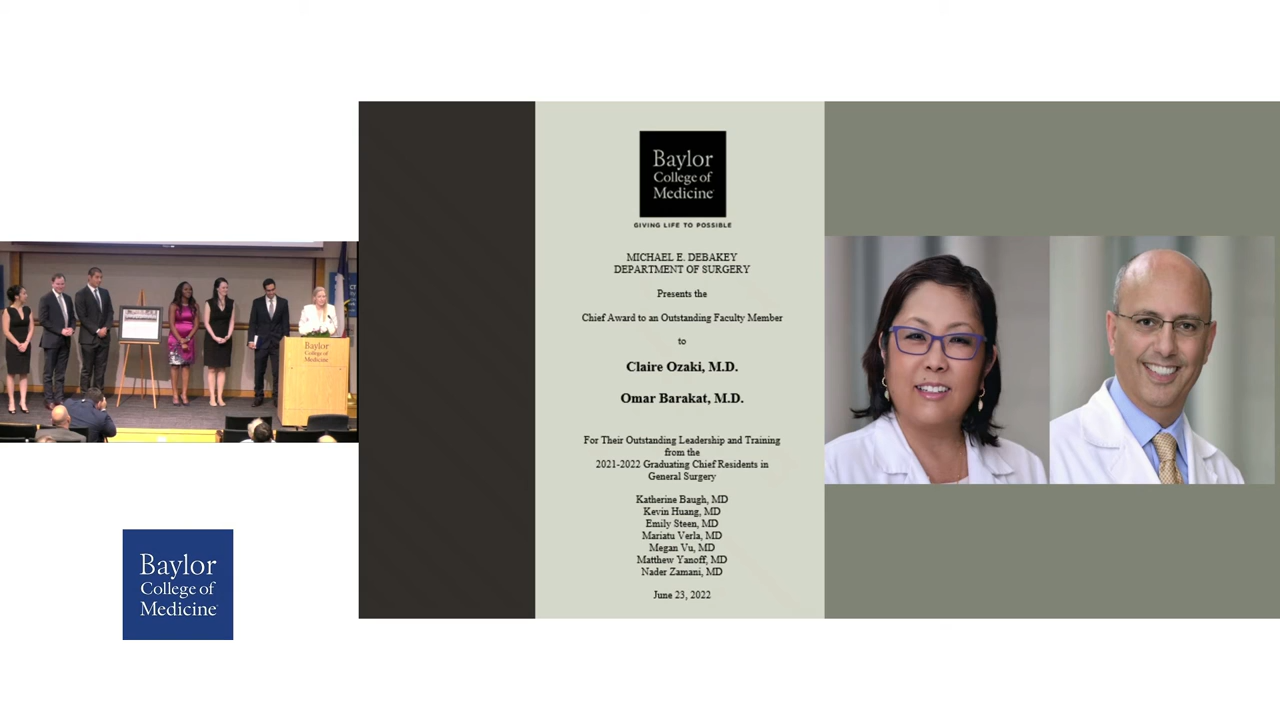 Baylor
College of
Medicine
GIVING LIFE TO POSSIBLE
MICHAEL E. DEBAKEY
DEPARTMENT OF SURGERY
Presents the
Chief Award to an Outstanding Faculty Member
to
Claire Ozaki, M.D.
Omar Barakat, M.D.
For Their Outstanding Leadership and Training
from the
2021-2022 Graduating Chief Residents in
General Surgery
Katherine Baugh, MD
Kevin Huang, MD
Emily Steen, MD
Mariatu Verla, MD
Megan Vu, MD
Matthew Yanoff, MD
Nader Zamani, MD
June 23, 2022
Baylor
College of
Medicine
Baylor
College of
Medicine